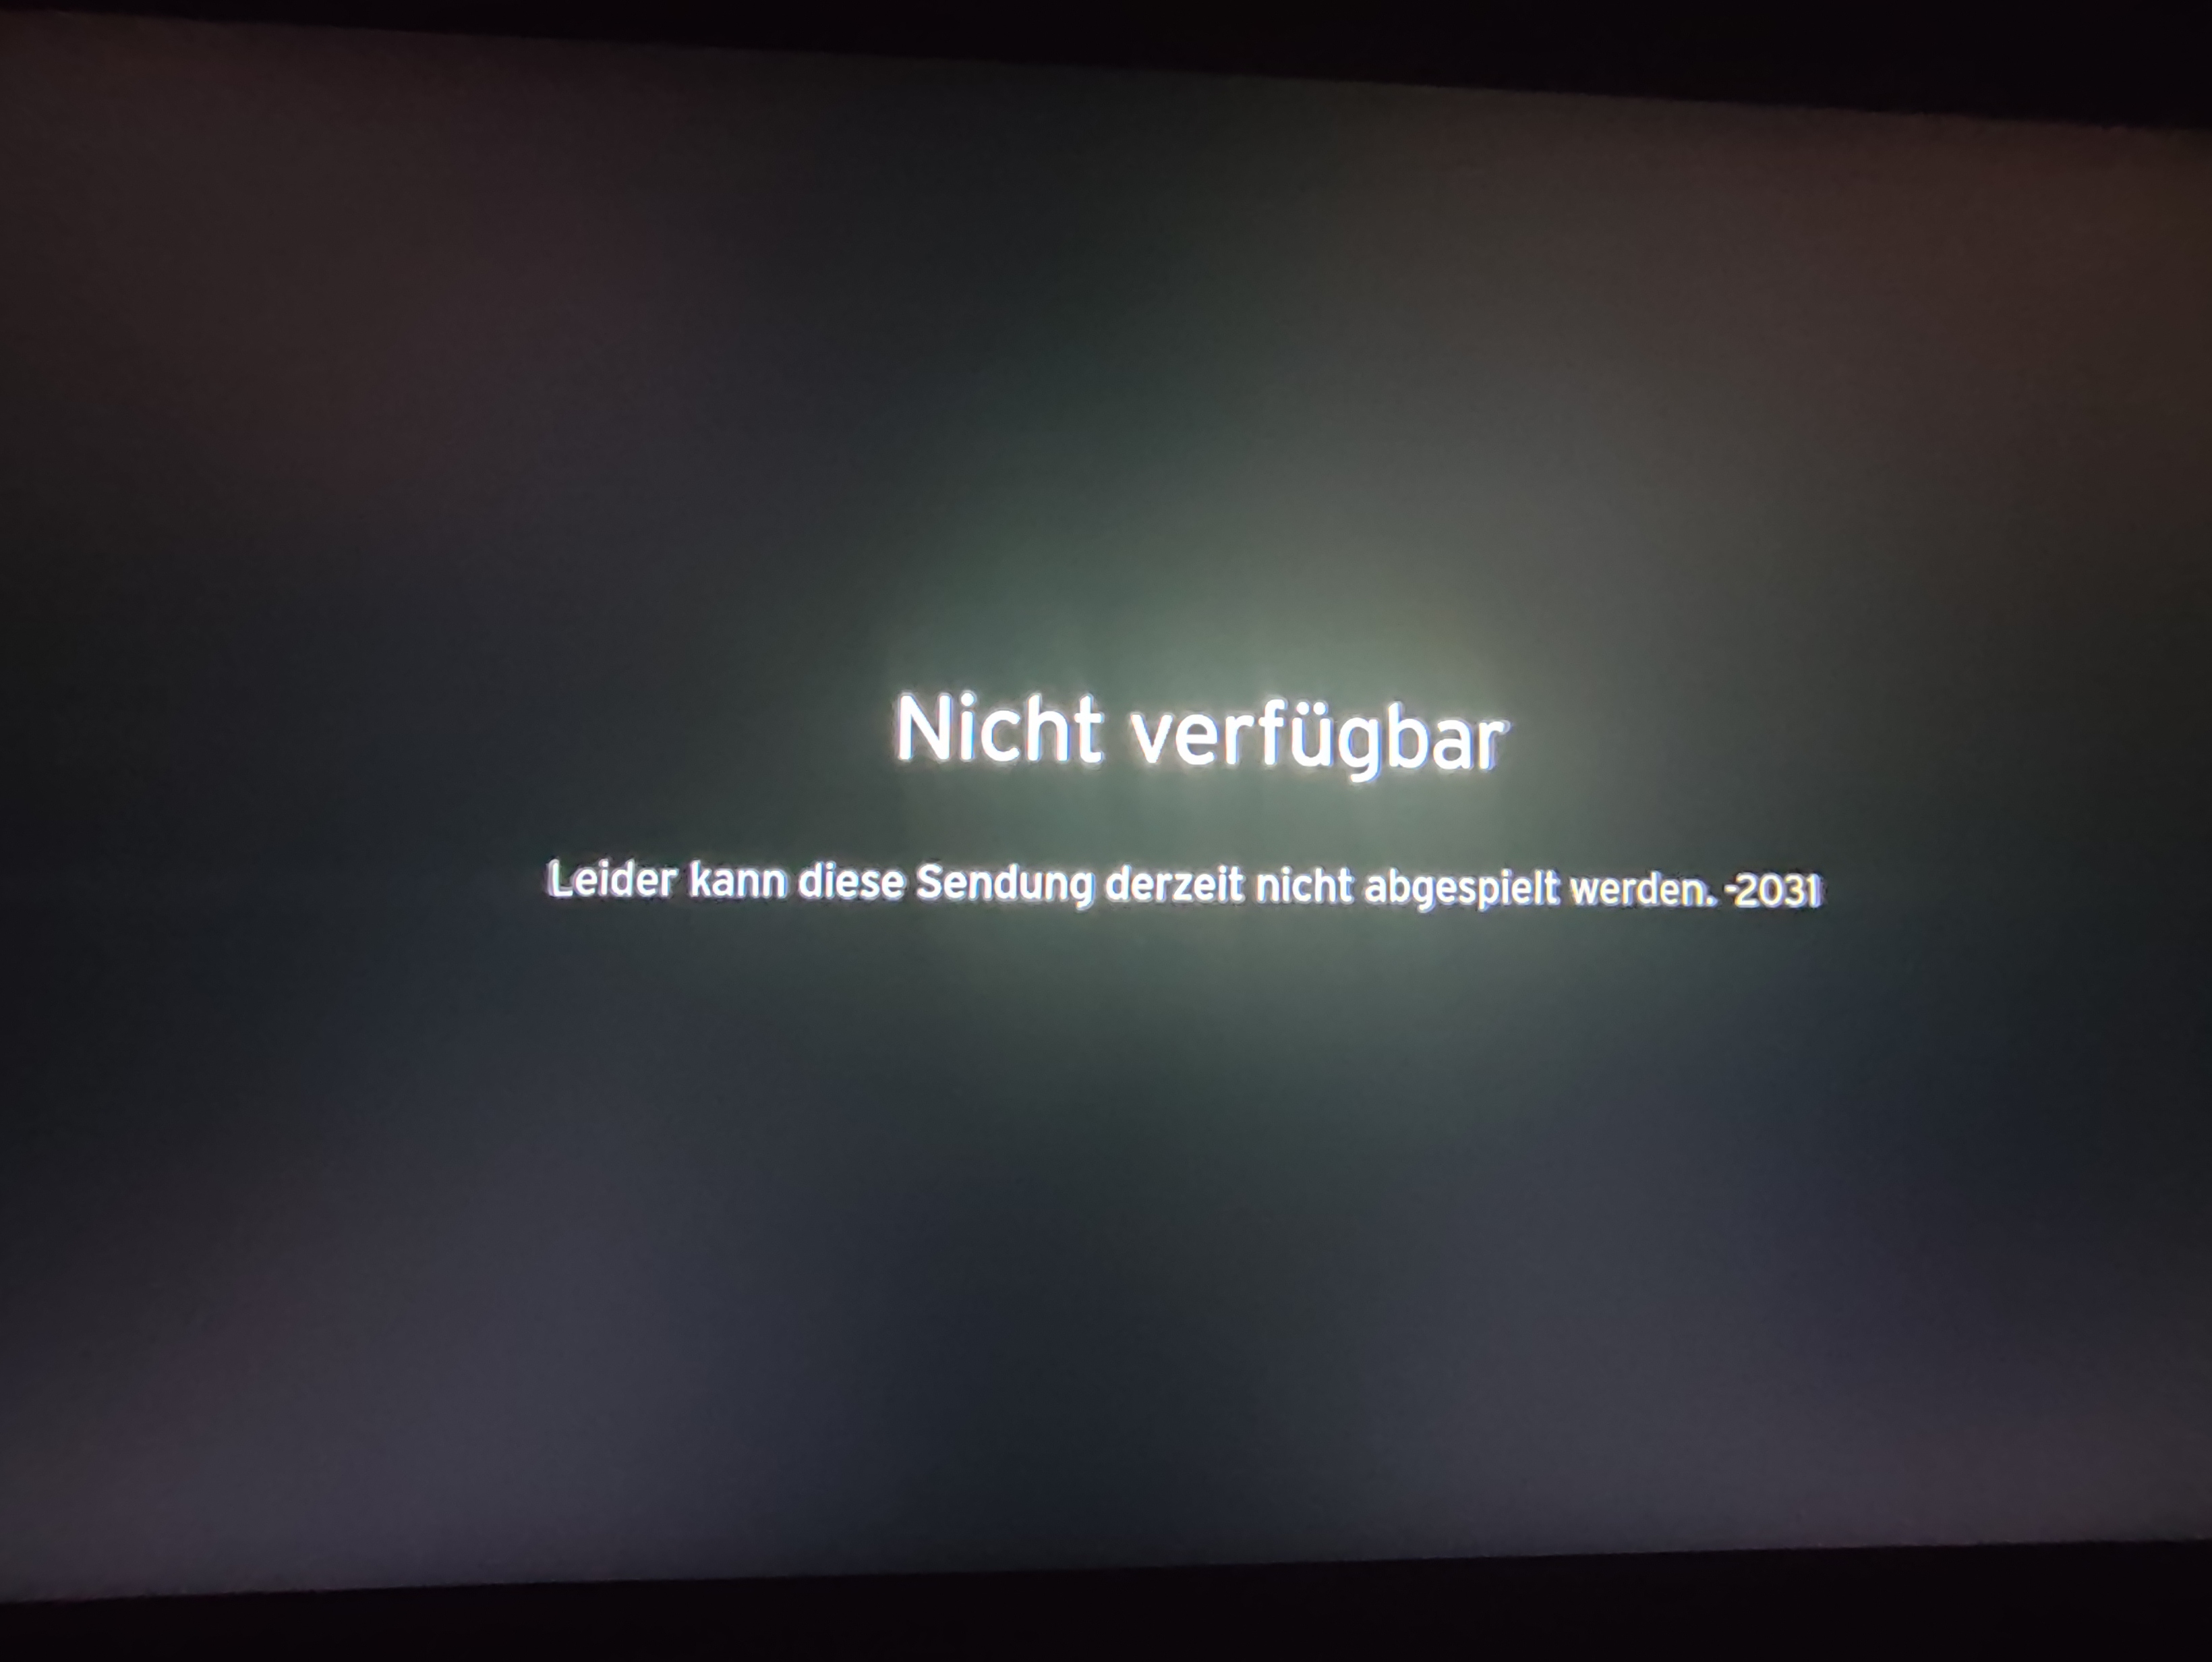 Nicht verfügbar
Leider kann diese Sendung derzeit nicht abgespielt werden. -2031